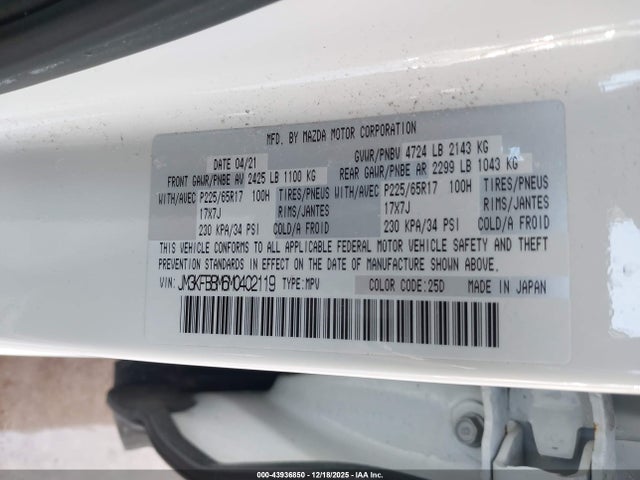 MFD. BY MAZDA MOTOR CORPORATION
DATE 04/21 GVWR/PNBV 4724 LB 2143 KG
FRONT GAWR/PNBE AV 2425 LB 1100 KG REAR GAWR/PNBE AR 2299 LB 1043 KG
WITH/AVEC P225/65R17 100H TIRES/PNEUS WITH/AVEC P225/65R17 100H TIRES/PNEUS
17X7J RIMS/JANTES 17X7J RIMS/JANTES
230 KPA/34 PSI COLD/A FROID 230 KPA/34 PSI COLD/A FROID
THIS VEHICLE CONFORMS TO ALL APPLICABLE FEDERAL MOTOR VEHICLE SAFETY AND THEFT
PREVENTION STANDARDS IN EFFECT ON THE DATE OF MANUFACTURE SHOWN ABOVE.
VIN: JM3KFBBM6M0402119 TYPE:MPV COLOR CODE:25D MADE IN JAPAN
000-43936850 - 12/18/2025 - © IAA Holdings, LLC